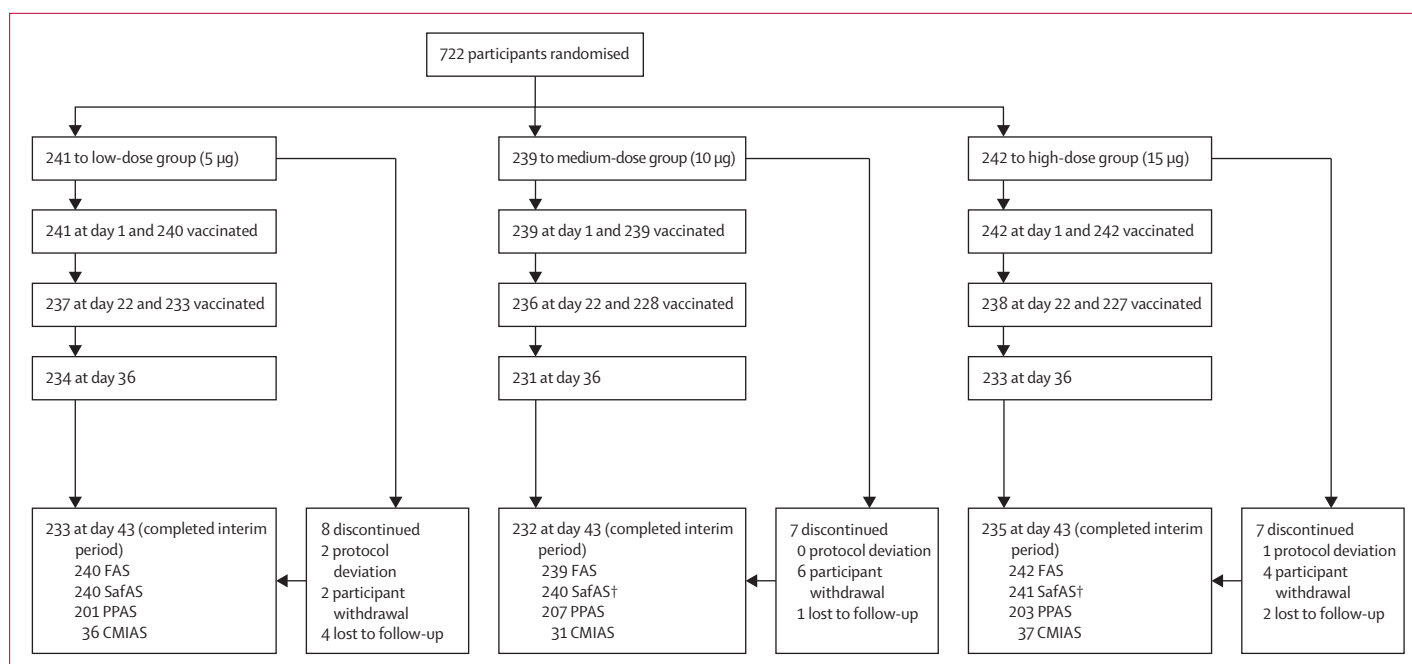 722 participants randomised
241 to low-dose group (5 µg)
239 to medium-dose group (10 µg)
242 to high-dose group (15 µg)
241 at day 1 and 240 vaccinated
239 at day 1 and 239 vaccinated
242 at day 1 and 242 vaccinated
237 at day 22 and 233 vaccinated
236 at day 22 and 228 vaccinated
238 at day 22 and 227 vaccinated
234 at day 36
231 at day 36
233 at day 36
233 at day 43 (completed interim
period)
240 FAS
240 SafAS
201 PPAS
36 CMIAS
8 discontinued
2 protocol
deviation
2 participant
withdrawal
4 lost to follow-up
232 at day 43 (completed interim
period)
239 FAS
240 SafAS†
207 PPAS
31 CMIAS
7 discontinued
0 protocol deviation
6 participant
withdrawal
1 lost to follow-up
235 at day 43 (completed interim
period)
242 FAS
241 SafAS†
203 PPAS
37 CMIAS
7 discontinued
1 protocol deviation
4 participant
withdrawal
2 lost to follow-up